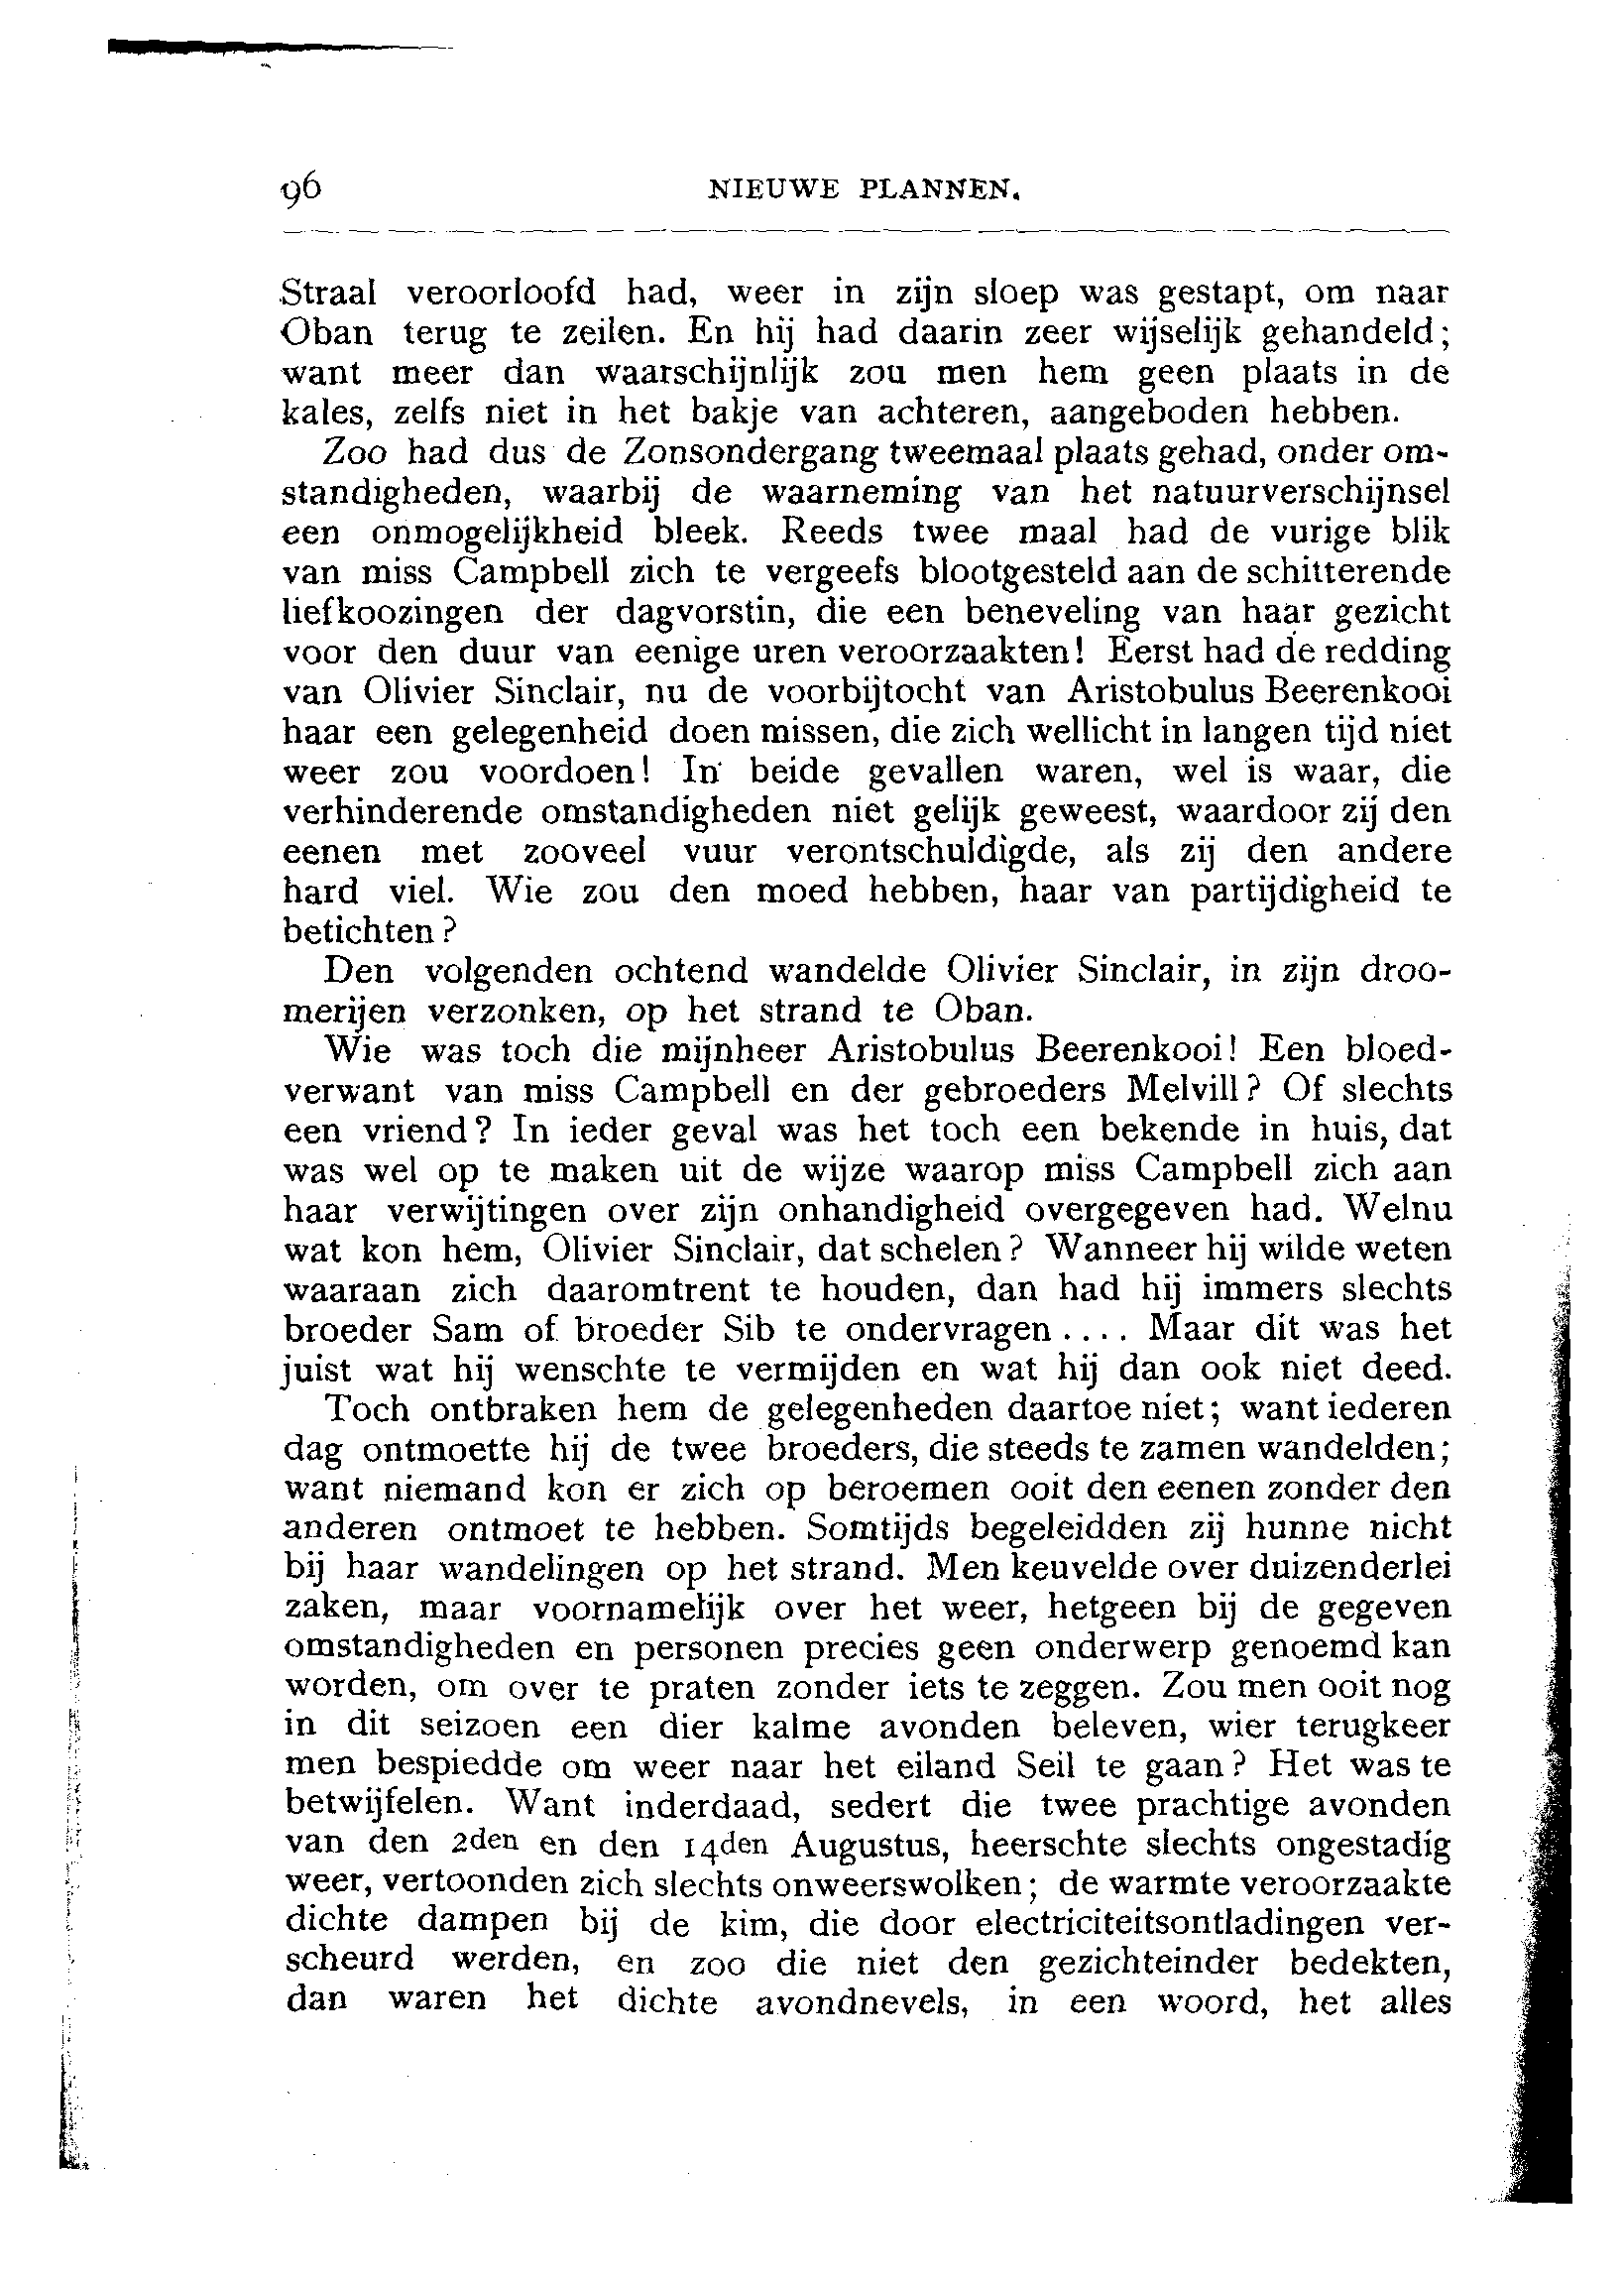 96 NIEUWE PLANNEN.
Straal veroorloofd had, weer in zijn sloep was gestapt, om naar
Oban terug te zeilen. En hij had daarin zeer wijselijk gehandeld;
want meer dan waarschijnlijk zou men hem geen plaats in de
kales, zelfs niet in het bakje van achteren, aangeboden hebben.
Zoo had dus de Zonsondergang tweemaal plaats gehad, onder om-
standigheden, waarbij de waarneming van het natuurverschijnsel
een onmogelijkheid bleek. Reeds twee maal had de vurige blik
van miss Campbell zich te vergeefs blootgesteld aan de schitterende
liefkoozingen der dagvorstin, die een beneveling van haar gezicht
voor den duur van eenige uren veroorzaakten! Eerst had de redding
van Olivier Sinclair, nu de voorbijtocht van Aristobulus Beerenkooi
haar een gelegenheid doen missen, die zich wellicht in langen tijd niet
weer zou voordoen! In beide gevallen waren, wel is waar, die
verhinderende omstandigheden niet gelijk geweest, waardoor zij den
eenen met zooveel vuur verontschuldigde, als zij den andere
hard viel. Wie zou den moed hebben, haar van partijdigheid te
betichten?
Den volgenden ochtend wandelde Olivier Sinclair, in zijn droo-
merijen verzonken, op het strand te Oban.
Wie was toch die mijnheer Aristobulus Beerenkooi! Een bloed-
verwant van miss Campbell en der gebroeders Melvill? Of slechts
een vriend? In ieder geval was het toch een bekende in huis, dat
was wel op te maken uit de wijze waarop miss Campbell zich aan
haar verwijtingen over zijn onhandigheid overgegeven had. Welnu
wat kon hem, Olivier Sinclair, dat schelen? Wanneer hij wilde weten
waaraan zich daaromtrent te houden, dan had hij immers slechts
broeder Sam of broeder Sib te ondervragen .... Maar dit was het
juist wat hij wenschte te vermijden en wat hij dan ook niet deed.
Toch ontbraken hem de gelegenheden daartoe niet; want iederen
dag ontmoette hij de twee broeders, die steeds te zamen wandelden;
want niemand kon er zich op beroemen ooit den eenen zonder den
anderen ontmoet te hebben. Somtijds begeleidden zij hunne nicht
bij haar wandelingen op het strand. Men keuvelde over duizenderlei
zaken, maar voornamelijk over het weer, hetgeen bij de gegeven
omstandigheden en personen precies geen onderwerp genoemd kan
worden, om over te praten zonder iets te zeggen. Zou men ooit nog
in dit seizoen een dier kalme avonden beleven, wier terugkeer
men bespiedde om weer naar het eiland Seil te gaan? Het was te
betwijfelen. Want inderdaad, sedert die twee prachtige avonden
van den 2den en den 14den Augustus, heerschte slechts ongestadig
weer, vertoonden zich slechts onweerswolken; de warmte veroorzaakte
dichte dampen bij de kim, die door electriciteitsontladingen ver-
scheurd werden, en zoo die niet den gezichteinder bedekten,
dan waren het dichte avondnevels, in een woord, het alles